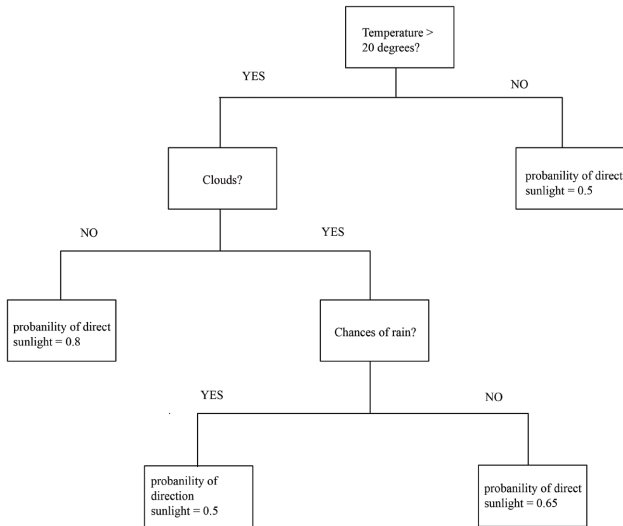 Temperature >
20 degrees?
YES
NO
Clouds?
probanility of direct
sunlight = 0.5
NO
YES
probanility of direct
sunlight = 0.8
Chances of rain?
YES
NO
probanility of
direction
sunlight = 0.5
probanility of direct
sunlight = 0.65